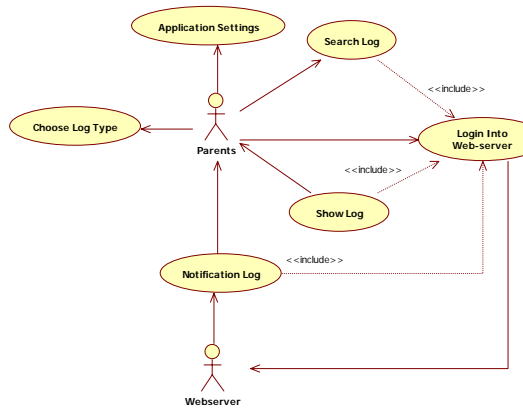 Application Settings
Search Log
<<include>>
Choose Log Type
Parents
Login Into
Web-server
<<include>>
Show Log
<<include>>
Notification Log
Webserver